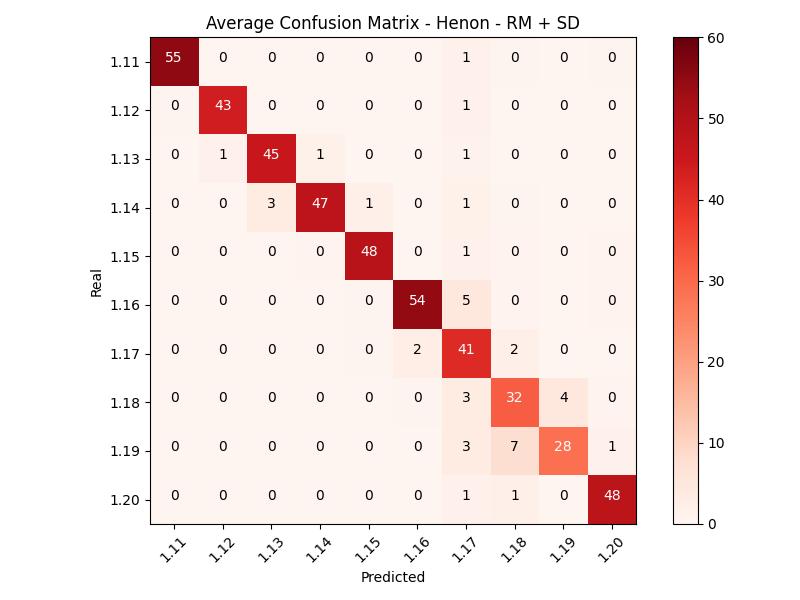 Average Confusion Matrix - Henon - RM + SD
Real
1.11 55 0 0 0 0 0 1 0 0 0
1.12 0 43 0 0 0 0 1 0 0 0
1.13 0 1 45 1 0 0 1 0 0 0
1.14 0 0 3 47 1 0 1 0 0 0
1.15 0 0 0 0 48 0 1 0 0 0
1.16 0 0 0 0 0 54 5 0 0 0
1.17 0 0 0 0 0 2 41 2 0 0
1.18 0 0 0 0 0 0 3 32 4 0
1.19 0 0 0 0 0 0 3 7 28 1
1.20 0 0 0 0 0 0 1 1 0 48
1.11 1.12 1.13 1.14 1.15 1.16 1.17 1.18 1.19 1.20
Predicted
60
50
40
30
20
10
0